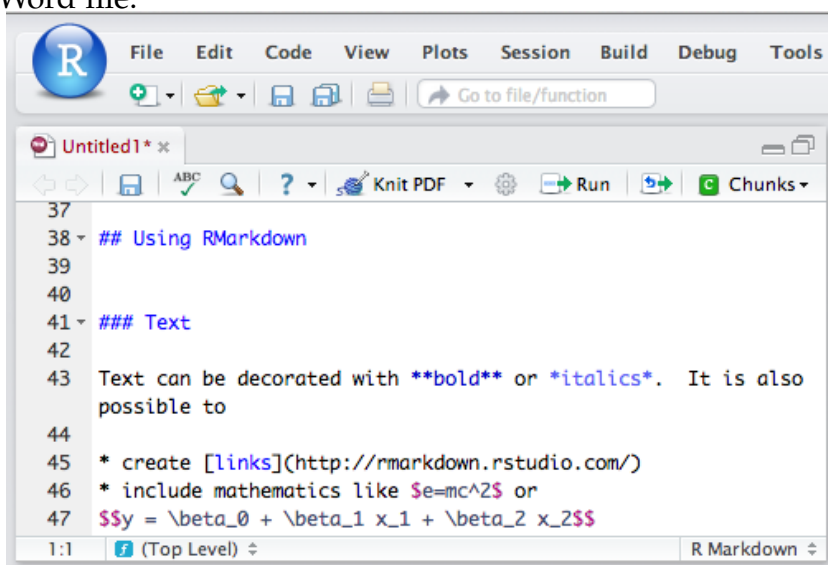 Word file.
R File Edit Code View Plots Session Build Debug Tools
Go to file/function
Untitled1*
ABC ? Knit PDF Run C Chunks
37
38 ## Using RMarkdown
39
40
41 ### Text
42
43 Text can be decorated with **bold** or *italics*.  It is also
possible to
44
45 * create [links](http://rmarkdown.rstudio.com/)
46 * include mathematics like $e=mc^2$ or
47 $$y = \beta_0 + \beta_1 x_1 + \beta_2 x_2$$
1:1 f (Top Level) R Markdown